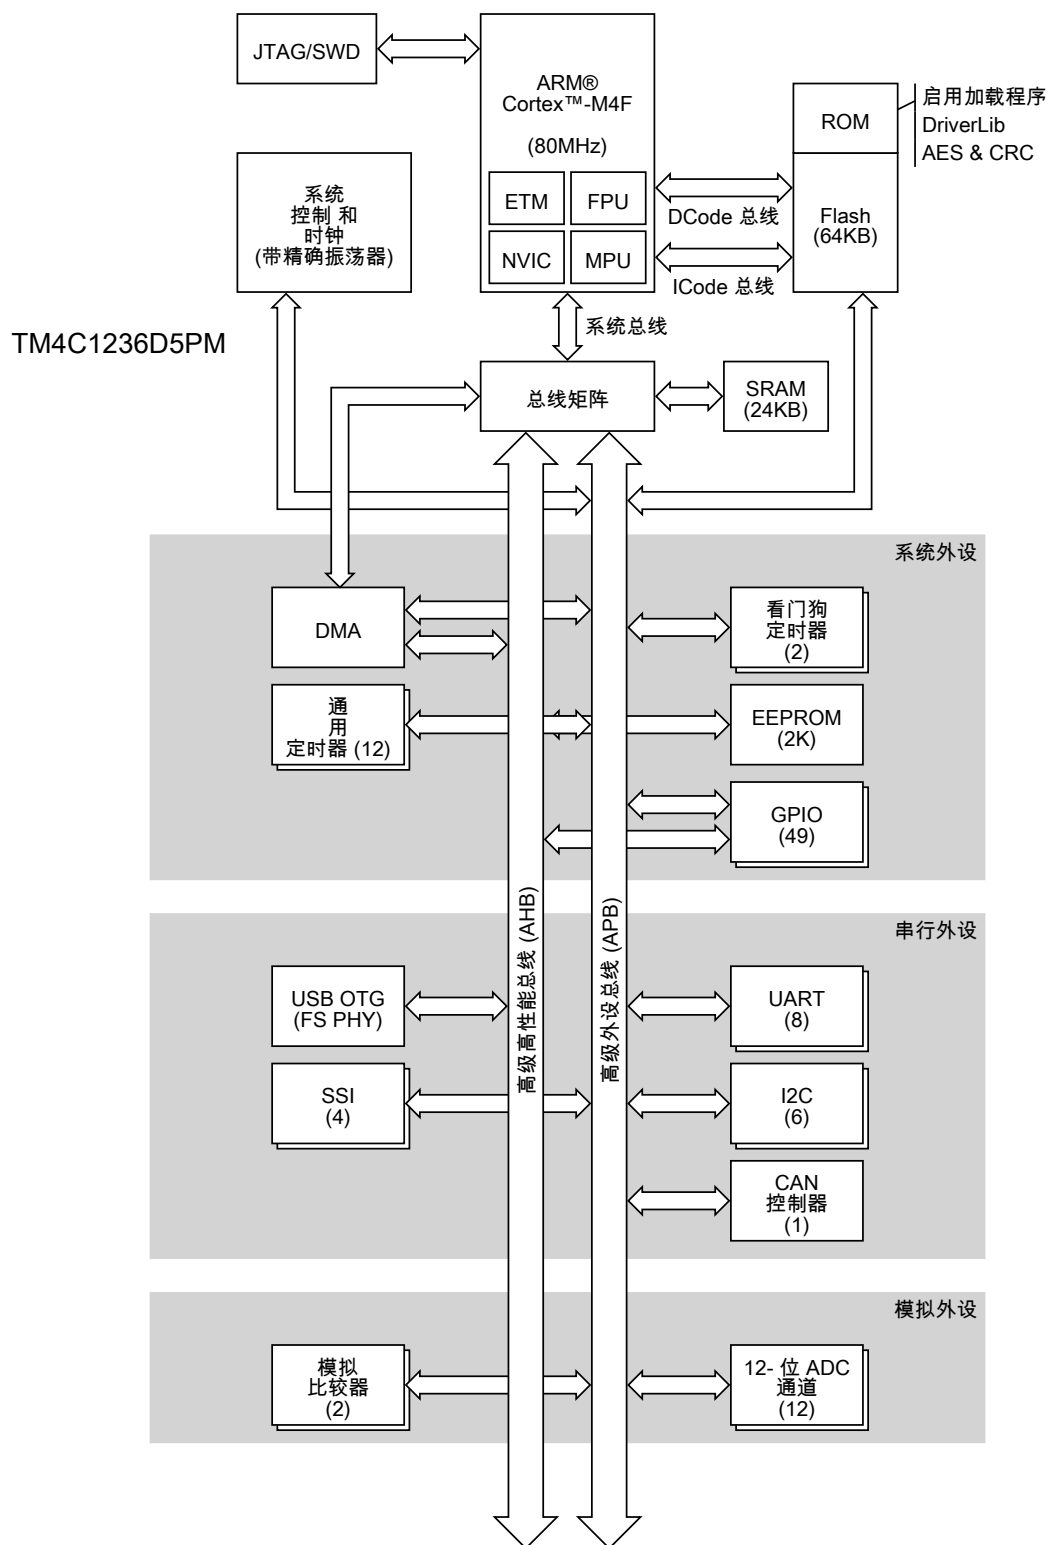 JTAG/SWD
ARM®
Cortex™-M4F
(80MHz)
ETM
FPU
NVIC
MPU
ROM
启用加载程序
DriverLib
AES & CRC
Flash
(64KB)
DCode 总线
ICode 总线
系统
控制 和
时钟
(带精确振荡器)
TM4C1236D5PM
系统总线
总线矩阵
SRAM
(24KB)
系统外设
DMA
看门狗
定时器
(2)
通
用
定时器 (12)
EEPROM
(2K)
GPIO
(49)
高级高性能总线 (AHB)
高级外设总线 (APB)
串行外设
USB OTG
(FS PHY)
UART
(8)
SSI
(4)
I2C
(6)
CAN
控制器
(1)
模拟外设
模拟
比较器
(2)
12- 位 ADC
通道
(12)